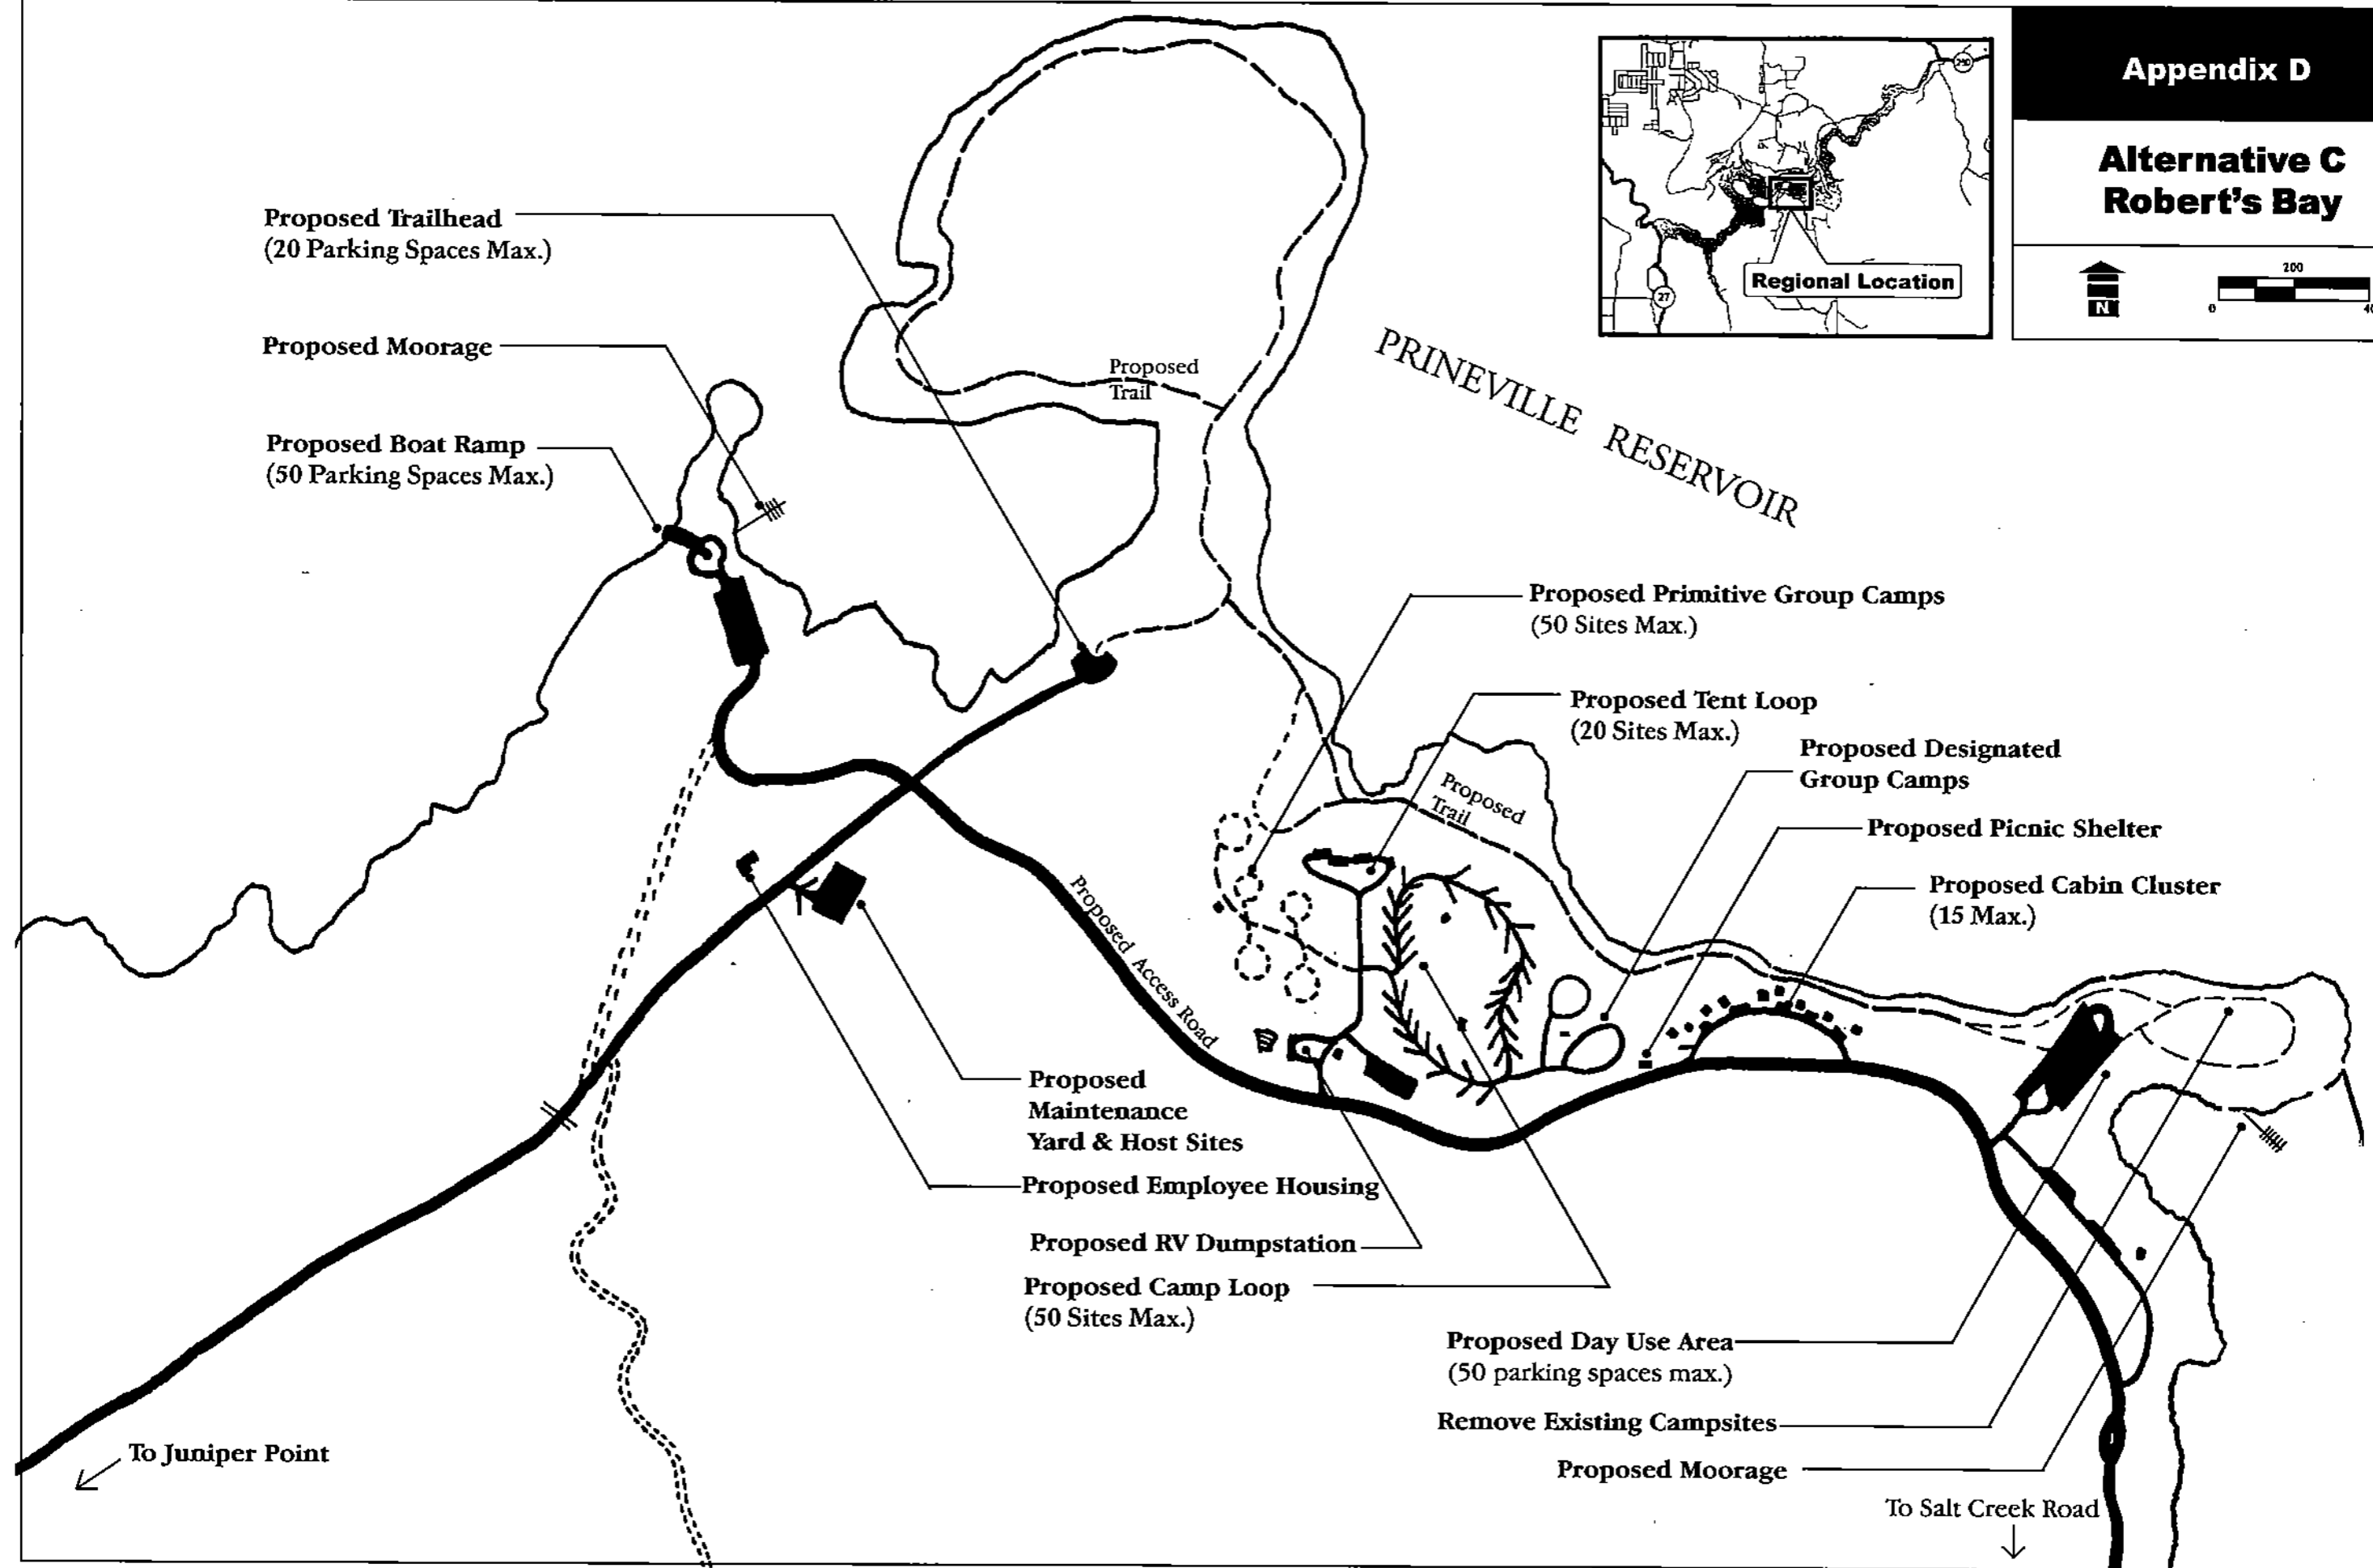 Appendix D
Alternative C
Robert's Bay
N
200
0
Regional Location
27
Proposed Trailhead
(20 Parking Spaces Max.)
Proposed Moorage
Proposed Boat Ramp
(50 Parking Spaces Max.)
Proposed
Trail
PRINEVILLE RESERVOIR
Proposed Primitive Group Camps
(50 Sites Max.)
Proposed Tent Loop
(20 Sites Max.)
Proposed Designated
Group Camps
Proposed
Trail
Proposed Picnic Shelter
Proposed Cabin Cluster
(15 Max.)
Proposed Access Road
Proposed
Maintenance
Yard & Host Sites
Proposed Employee Housing
Proposed RV Dumpstation
Proposed Camp Loop
(50 Sites Max.)
Proposed Day Use Area
(50 parking spaces max.)
Remove Existing Campsites
Proposed Moorage
To Juniper Point
To Salt Creek Road